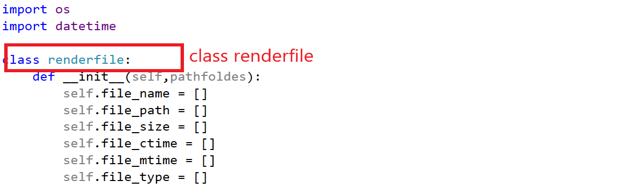 import os
import datetime
class renderfile:
class renderfile
def __init__(self,pathfoldes):
self.file_name = []
self.file_path = []
self.file_size = []
self.file_ctime = []
self.file_mtime = []
self.file_type = []